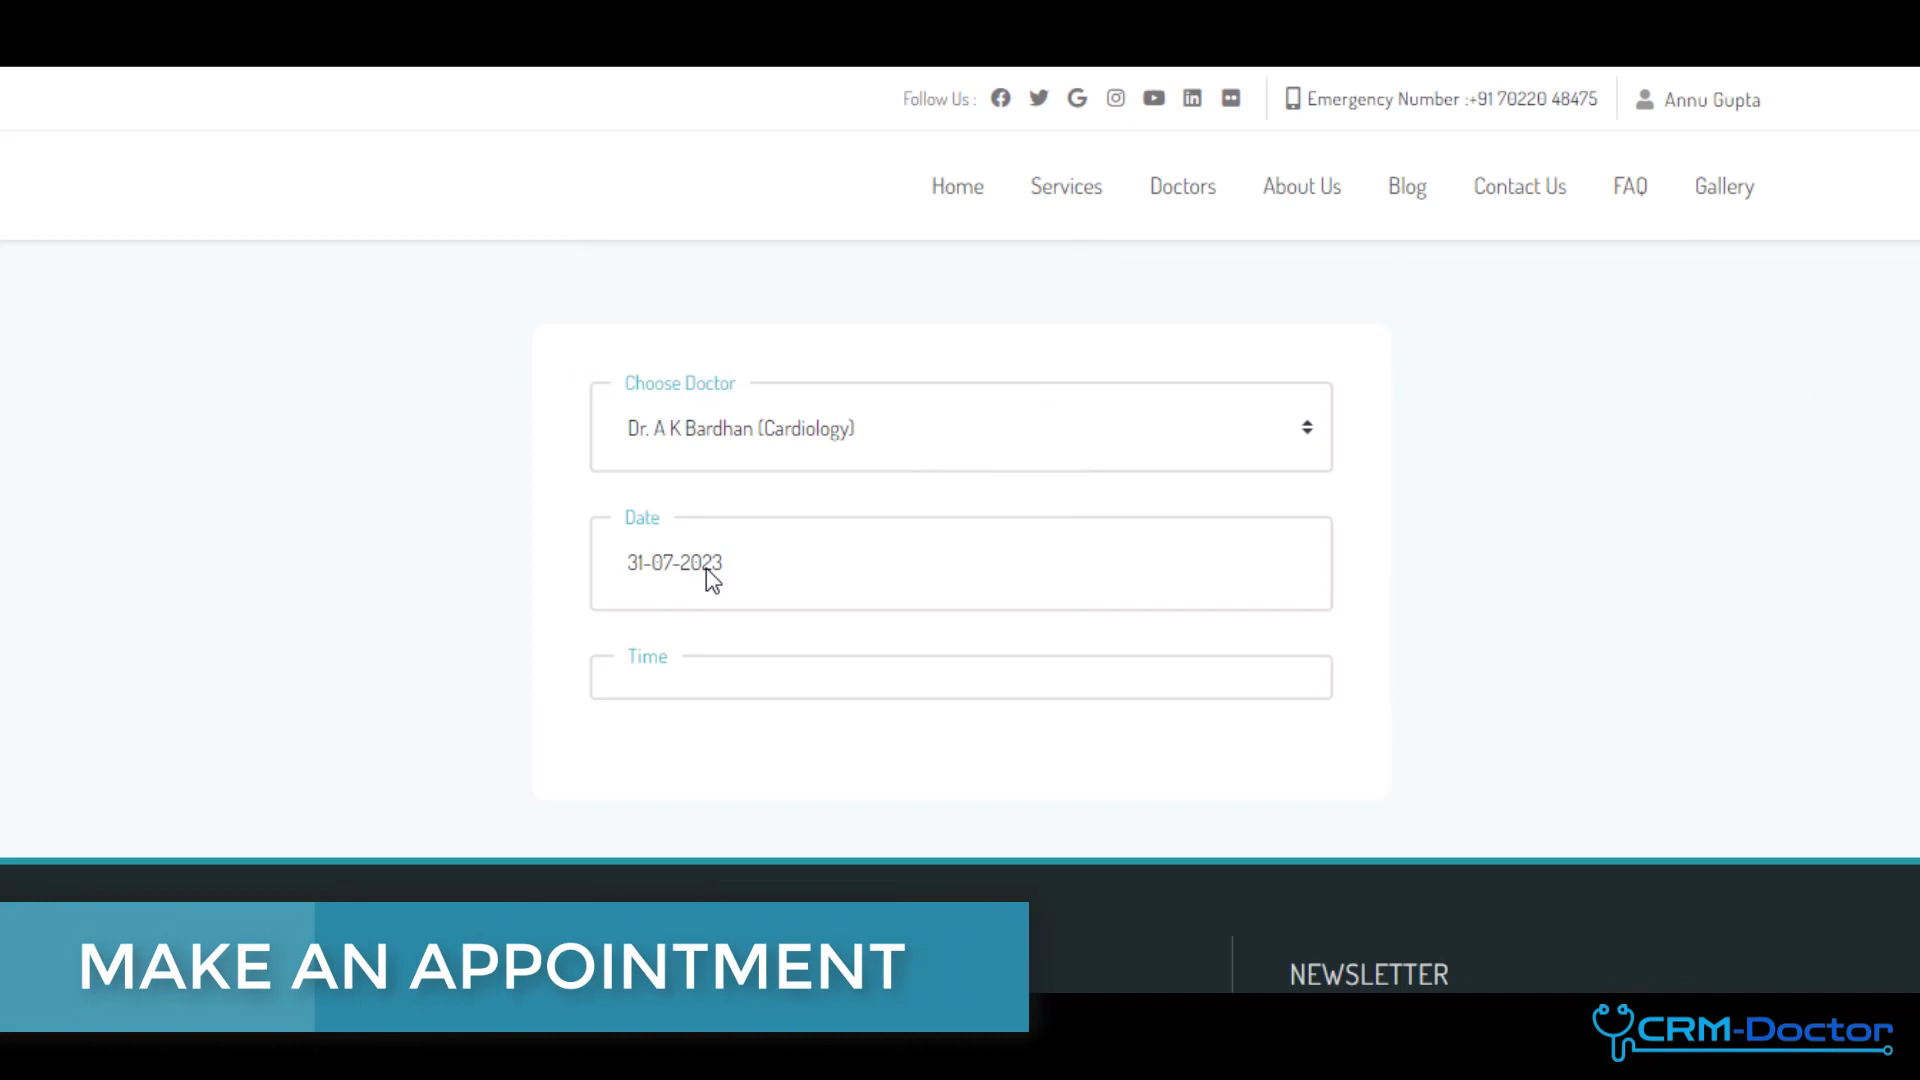 Follow Us :
Emergency Number :+91 70220 48475
Annu Gupta
Home Services Doctors About Us Blog Contact Us FAQ Gallery
Choose Doctor
Dr. A K Bardhan (Cardiology)
Date
31-07-2023
Time
MAKE AN APPOINTMENT
NEWSLETTER
CRM-Doctor